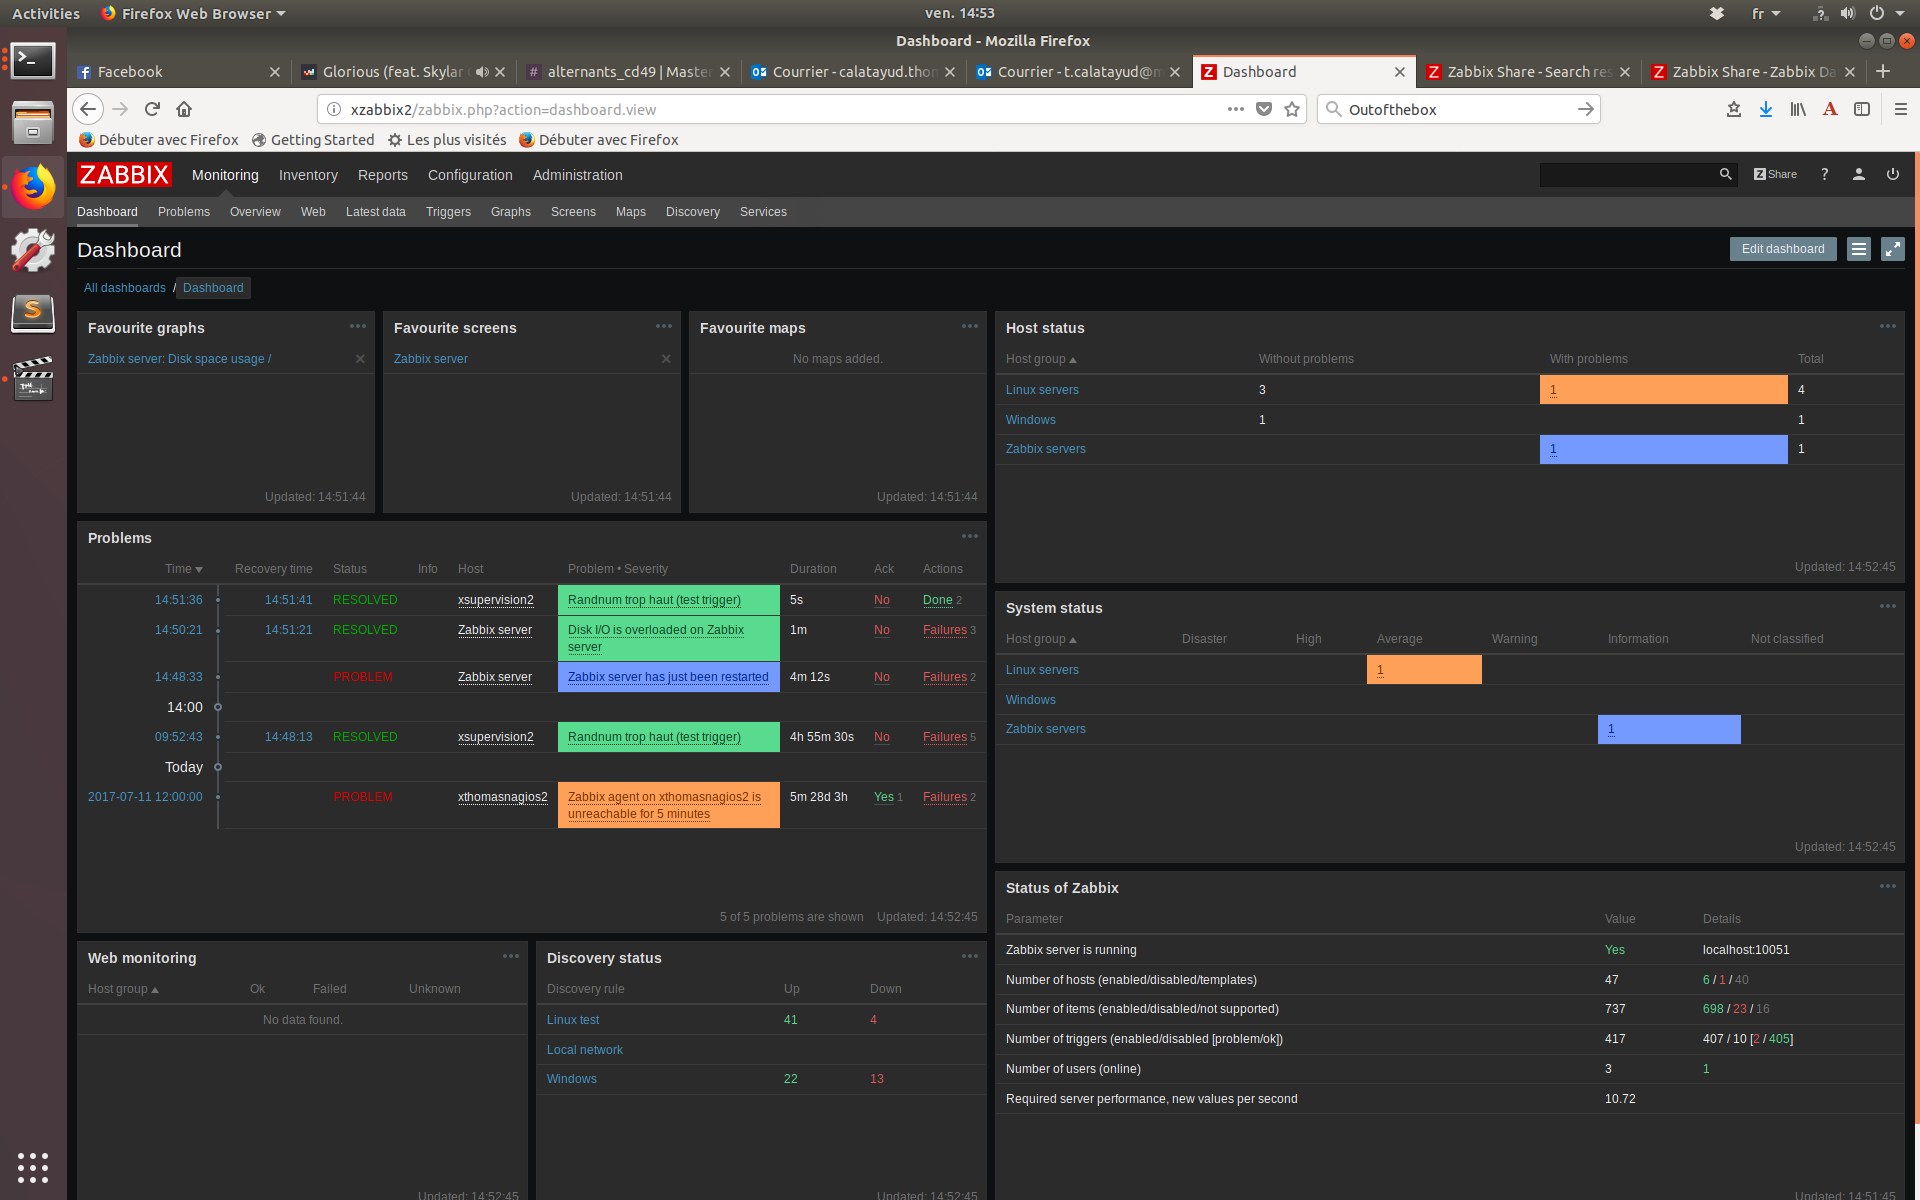 Activities Firefox Web Browser ven. 14:53 fr
Dashboard - Mozilla Firefox
Facebook Glorious (feat. Skylar alternants_cd49 | Master Courrier - calatayud.thon Courrier - t.calatayud@m Dashboard Zabbix Share - Search res Zabbix Share - Zabbix Da
xzabbix2/zabbix.php?action=dashboard.view Outofthebox
Débuter avec Firefox Getting Started Les plus visités Débuter avec Firefox
ZABBIX Monitoring Inventory Reports Configuration Administration Z Share ?
Dashboard Problems Overview Web Latest data Triggers Graphs Screens Maps Discovery Services
Dashboard Edit dashboard
All dashboards / Dashboard
Favourite graphs
Zabbix server: Disk space usage /
Updated: 14:51:44
Favourite screens
Zabbix server
Updated: 14:51:44
Favourite maps
No maps added.
Updated: 14:51:44
Host status
Host group Without problems With problems Total
Linux servers 3 1 4
Windows 1 1
Zabbix servers 1 1
Updated: 14:52:45
Problems
Time Recovery time Status Info Host Problem • Severity Duration Ack Actions
14:51:36 14:51:41 RESOLVED xsupervision2 Randnum trop haut (test trigger) 5s No Done 2
14:50:21 14:51:21 RESOLVED Zabbix server Disk I/O is overloaded on Zabbix 1m No Failures 3
server
14:48:33 PROBLEM Zabbix server Zabbix server has just been restarted 4m 12s No Failures 2
14:00
09:52:43 14:48:13 RESOLVED xsupervision2 Randnum trop haut (test trigger) 4h 55m 30s No Failures 5
Today
2017-07-11 12:00:00 PROBLEM xthomasnagios2 Zabbix agent on xthomasnagios2 is 5m 28d 3h Yes 1 Failures 2
unreachable for 5 minutes
5 of 5 problems are shown Updated: 14:52:45
System status
Host group Disaster High Average Warning Information Not classified
Linux servers 1
Windows
Zabbix servers 1
Updated: 14:52:45
Web monitoring
Host group Ok Failed Unknown
No data found.
Updated: 14:52:45
Discovery status
Discovery rule Up Down
Linux test 41 4
Local network
Windows 22 13
Updated: 14:52:45
Status of Zabbix
Parameter Value Details
Zabbix server is running Yes localhost:10051
Number of hosts (enabled/disabled/templates) 47 6 / 1 / 40
Number of items (enabled/disabled/not supported) 737 698 / 23 / 16
Number of triggers (enabled/disabled [problem/ok]) 417 407 / 10 [2 / 405]
Number of users (online) 3 1
Required server performance, new values per second 10.72
Updated: 14:51:45